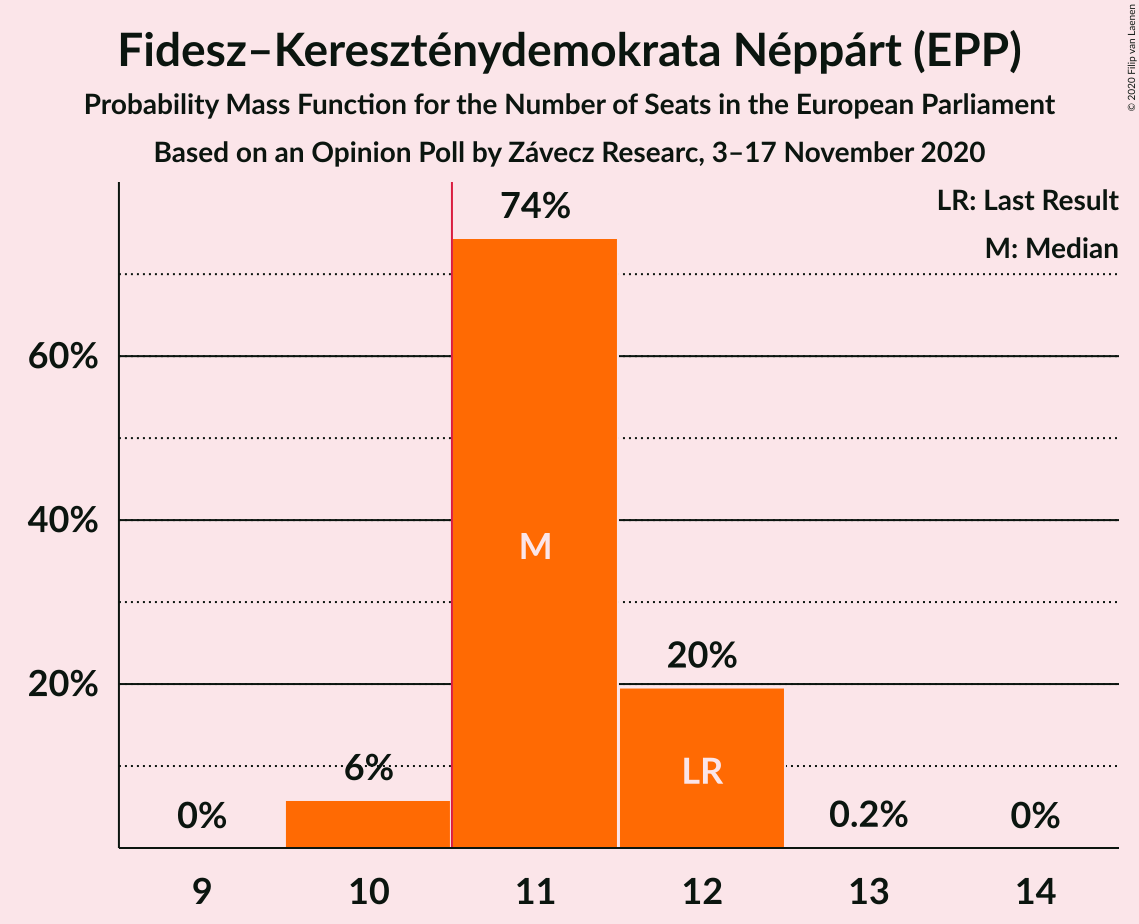 Fidesz–Kereszténydemokrata Néppárt (EPP)
Probability Mass Function for the Number of Seats in the European Parliament
Based on an Opinion Poll by Závecz Researc, 3–17 November 2020
© 2020 Filip van Laenen
LR: Last Result
M: Median
74%
60%
40%
M
20%
20%
LR
6%
0%
0.2%
0%
9 10 11 12 13 14